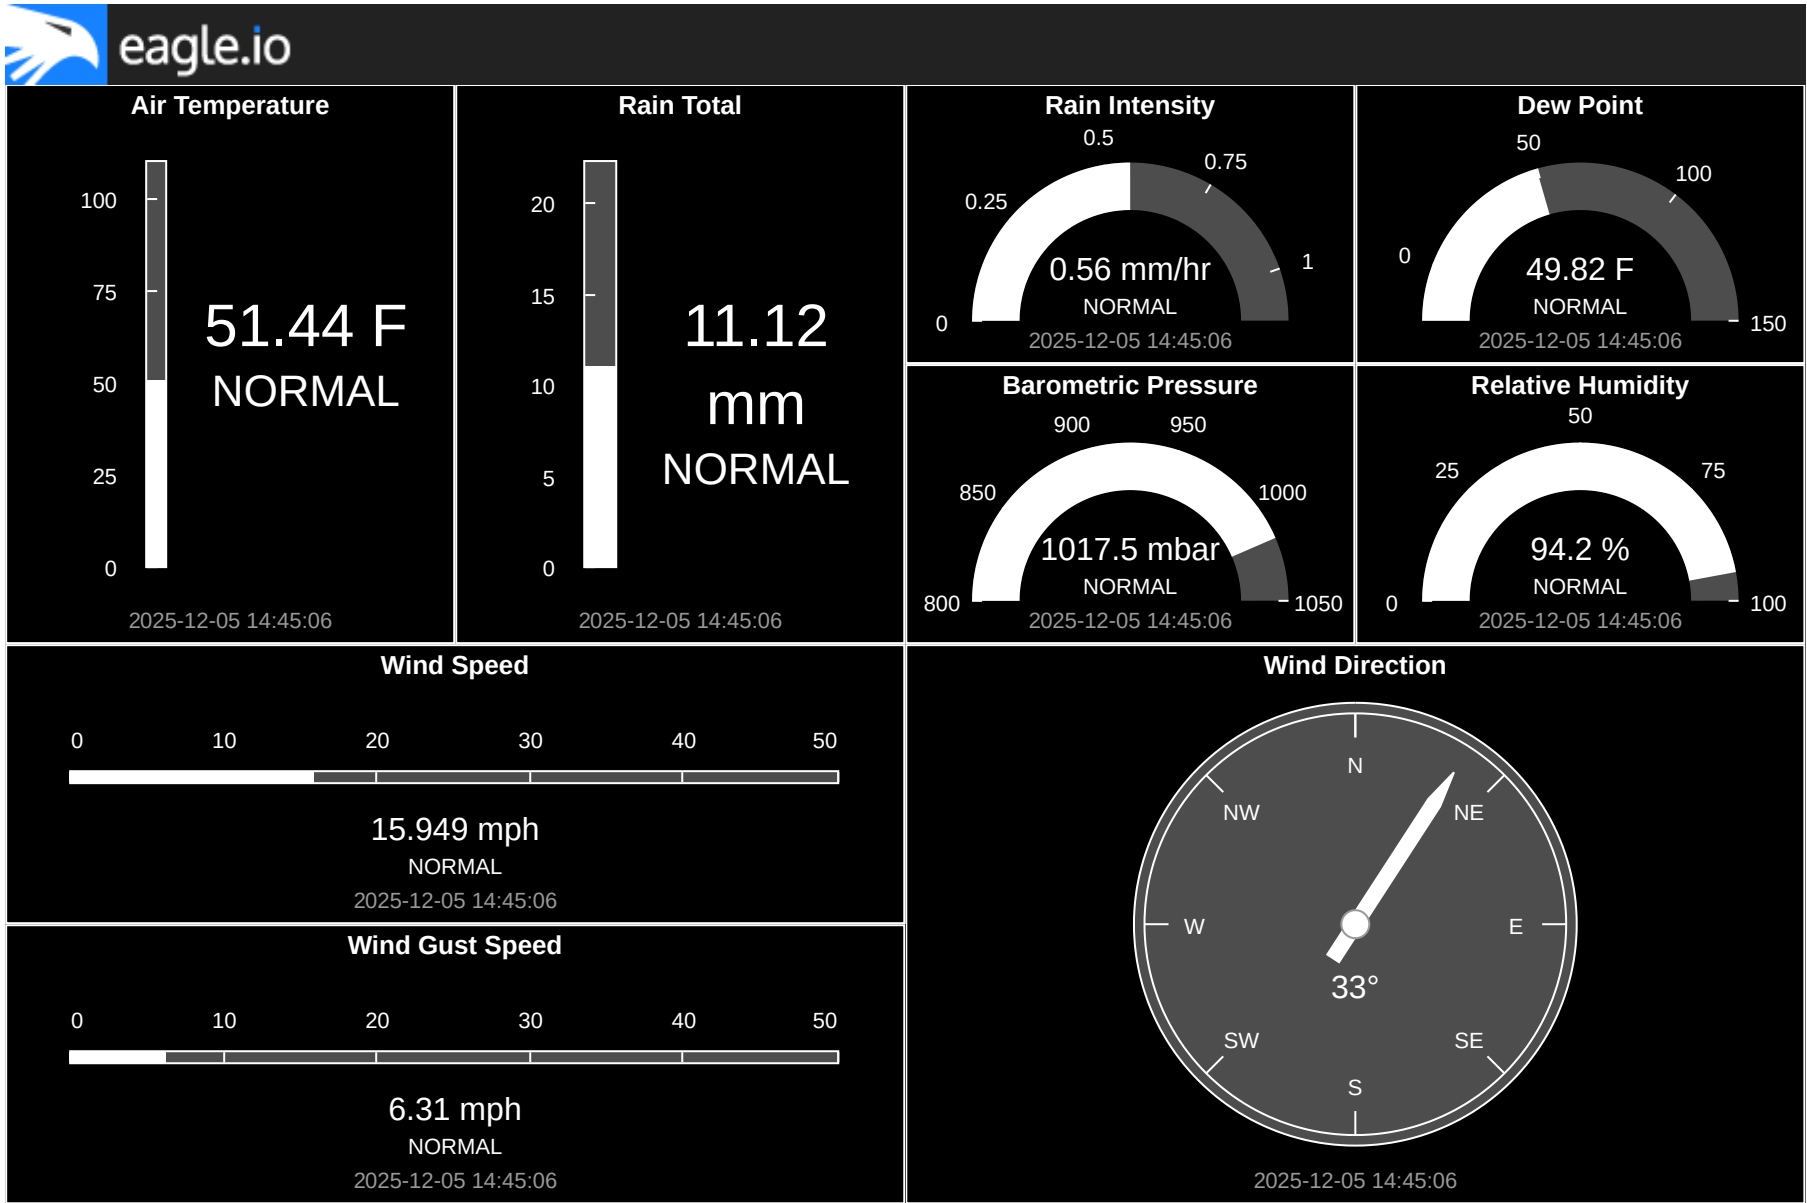 eagle.io
Air Temperature
100
75
50
25
0
51.44 F
NORMAL
2025-12-05 14:45:06
Rain Total
20
15
10
5
0
11.12
mm
NORMAL
2025-12-05 14:45:06
Rain Intensity
0
0.25
0.5
0.75
1
0.56 mm/hr
NORMAL
2025-12-05 14:45:06
Dew Point
0
50
100
150
49.82 F
NORMAL
2025-12-05 14:45:06
Barometric Pressure
800
850
900
950
1000
1050
1017.5 mbar
NORMAL
2025-12-05 14:45:06
Relative Humidity
0
25
50
75
100
94.2 %
NORMAL
2025-12-05 14:45:06
Wind Speed
0 10 20 30 40 50
15.949 mph
NORMAL
2025-12-05 14:45:06
Wind Gust Speed
0 10 20 30 40 50
6.31 mph
NORMAL
2025-12-05 14:45:06
Wind Direction
N
NW NE
W E
33°
SW SE
S
2025-12-05 14:45:06